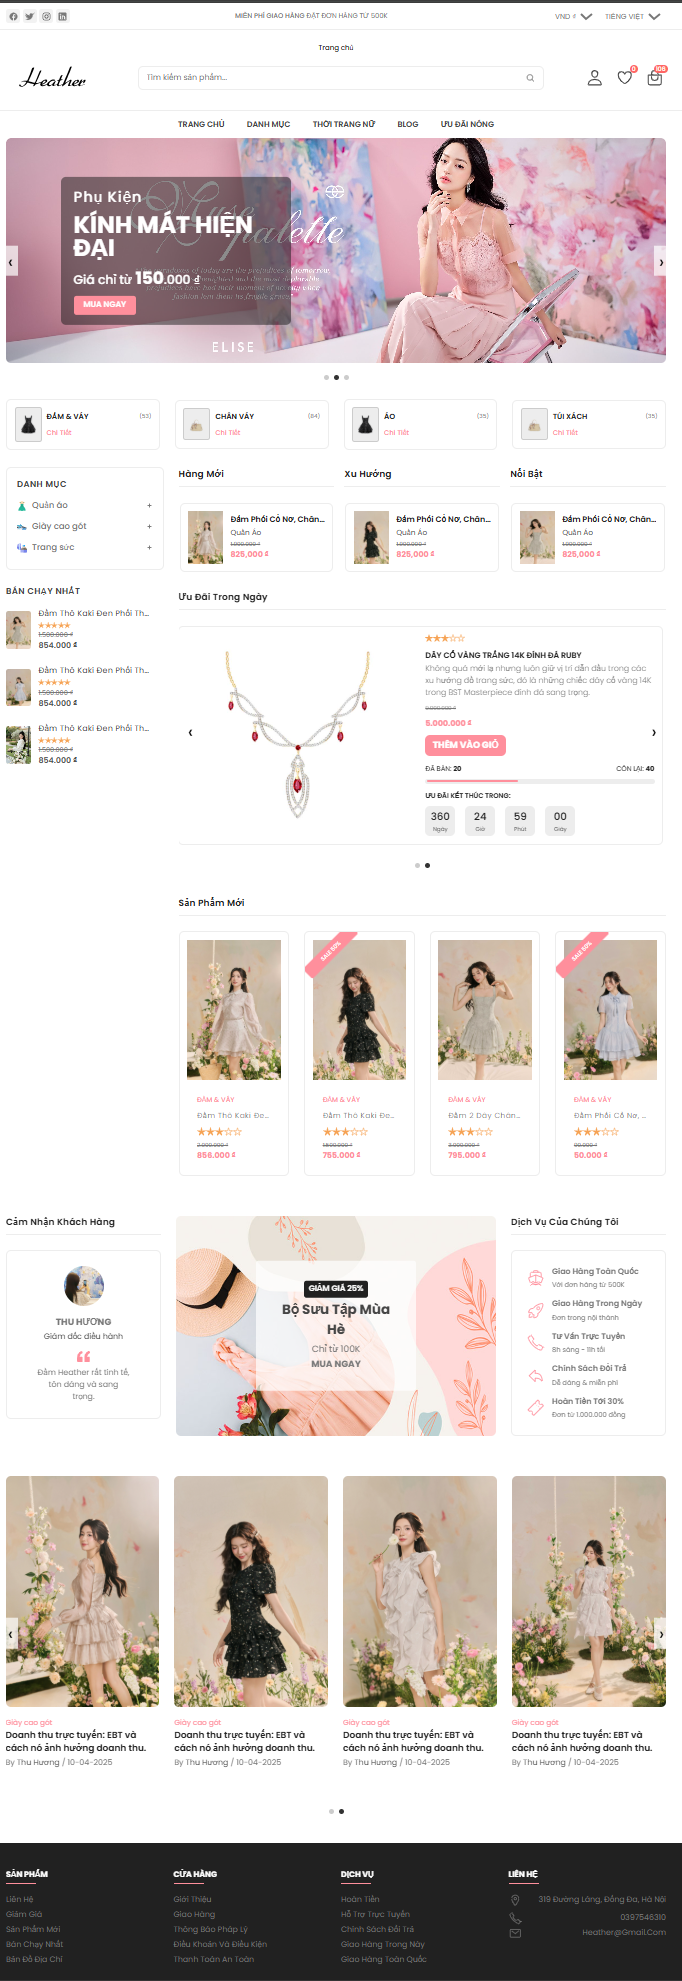 MIỄN PHÍ GIAO HÀNG ĐẶT ĐƠN HÀNG TỪ 500K
VND ₫
TIẾNG VIỆT
Trang chủ
Heather
Tìm kiếm sản phẩm...
0
106
TRANG CHỦ
DANH MỤC
THỜI TRANG NỮ
BLOG
ƯU ĐÃI NÓNG
Phụ Kiện
KÍNH MÁT HIỆN
ĐẠI
Giá chỉ từ 150.000 ₫
MUA NGAY
palette
ELISE
ĐẦM & VÁY
(53)
Chi Tiết
CHÂN VÁY
(84)
Chi Tiết
ÁO
(35)
Chi Tiết
TÚI XÁCH
(35)
Chi Tiết
DANH MỤC
Quần áo +
Giày cao gót +
Trang sức +
BÁN CHẠY NHẤT
Đầm Thô Kaki Đen Phối Th...
1.500.000 ₫
854.000 ₫
Đầm Thô Kaki Đen Phối Th...
1.500.000 ₫
854.000 ₫
Đầm Thô Kaki Đen Phối Th...
1.500.000 ₫
854.000 ₫
Hàng Mới
Đầm Phối Cổ Nơ, Chân...
Quần Áo
825,000 ₫
Xu Hướng
Đầm Phối Cổ Nơ, Chân...
Quần Áo
825,000 ₫
Nổi Bật
Đầm Phối Cổ Nơ, Chân...
Quần Áo
825,000 ₫
Ưu Đãi Trong Ngày
DÂY CỔ VÀNG TRẮNG 14K ĐÍNH ĐÁ RUBY
Không quá mới lạ nhưng luôn giữ vị trí dẫn đầu trong các
xu hướng đồ trang sức, đó là những chiếc dây cổ vàng 14K
trong BST Masterpiece đính đá sang trọng.
5.000.000 ₫
THÊM VÀO GIỎ
ĐÃ BÁN: 20
CÒN LẠI: 40
ƯU ĐÃI KẾT THÚC TRONG:
360
Ngày
24
Giờ
59
Phút
00
Giây
Sản Phẩm Mới
ĐẦM & VÁY
Đầm Thô Kaki Đe...
2.000.000 ₫
856.000 ₫
SALE 50%
ĐẦM & VÁY
Đầm Thô Kaki Đe...
1.500.000 ₫
755.000 ₫
ĐẦM & VÁY
Đầm 2 Dây Chân...
2.000.000 ₫
795.000 ₫
SALE 50%
ĐẦM & VÁY
Đầm Phối Cổ Nơ, ...
90.000 ₫
50.000 ₫
Cảm Nhận Khách Hàng
THU HƯƠNG
Giám đốc điều hành
Đầm Heather rất tinh tế,
tôn dáng và sang
trọng.
GIẢM GIÁ 25%
Bộ Sưu Tập Mùa
Hè
Chỉ từ 100K
MUA NGAY
Dịch Vụ Của Chúng Tôi
Giao Hàng Toàn Quốc
Với đơn hàng từ 500K
Giao Hàng Trong Ngày
Đơn trong nội thành
Tư Vấn Trực Tuyến
8h sáng - 11h tối
Chính Sách Đổi Trả
Dễ dàng & miễn phí
Hoàn Tiền Tới 30%
Đơn từ 1.000.000 đồng
Giày cao gót
Doanh thu trực tuyến: EBT và
cách nó ảnh hưởng doanh thu.
By Thu Hương / 10-04-2025
Giày cao gót
Doanh thu trực tuyến: EBT và
cách nó ảnh hưởng doanh thu.
By Thu Hương / 10-04-2025
Giày cao gót
Doanh thu trực tuyến: EBT và
cách nó ảnh hưởng doanh thu.
By Thu Hương / 10-04-2025
Giày cao gót
Doanh thu trực tuyến: EBT và
cách nó ảnh hưởng doanh thu.
By Thu Hương / 10-04-2025
SẢN PHẨM
Liên Hệ
Giảm Giá
Sản Phẩm Mới
Bán Chạy Nhất
Bản Đồ Địa Chỉ
CỬA HÀNG
Giới Thiệu
Giao Hàng
Thông Báo Pháp Lý
Điều Khoản Và Điều Kiện
Thanh Toán An Toàn
DỊCH VỤ
Hoàn Tiền
Hỗ Trợ Trực Tuyến
Chính Sách Đổi Trả
Giao Hàng Trong Này
Giao Hàng Toàn Quốc
LIÊN HỆ
319 Đường Láng, Đống Đa, Hà Nội
0397546310
Heather@Gmail.Com